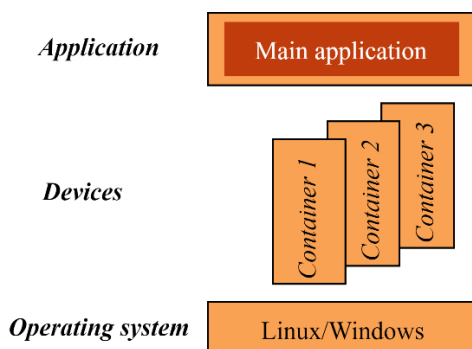 Application
Main application
Devices
Container 1
Container 2
Container 3
Operating system
Linux/Windows